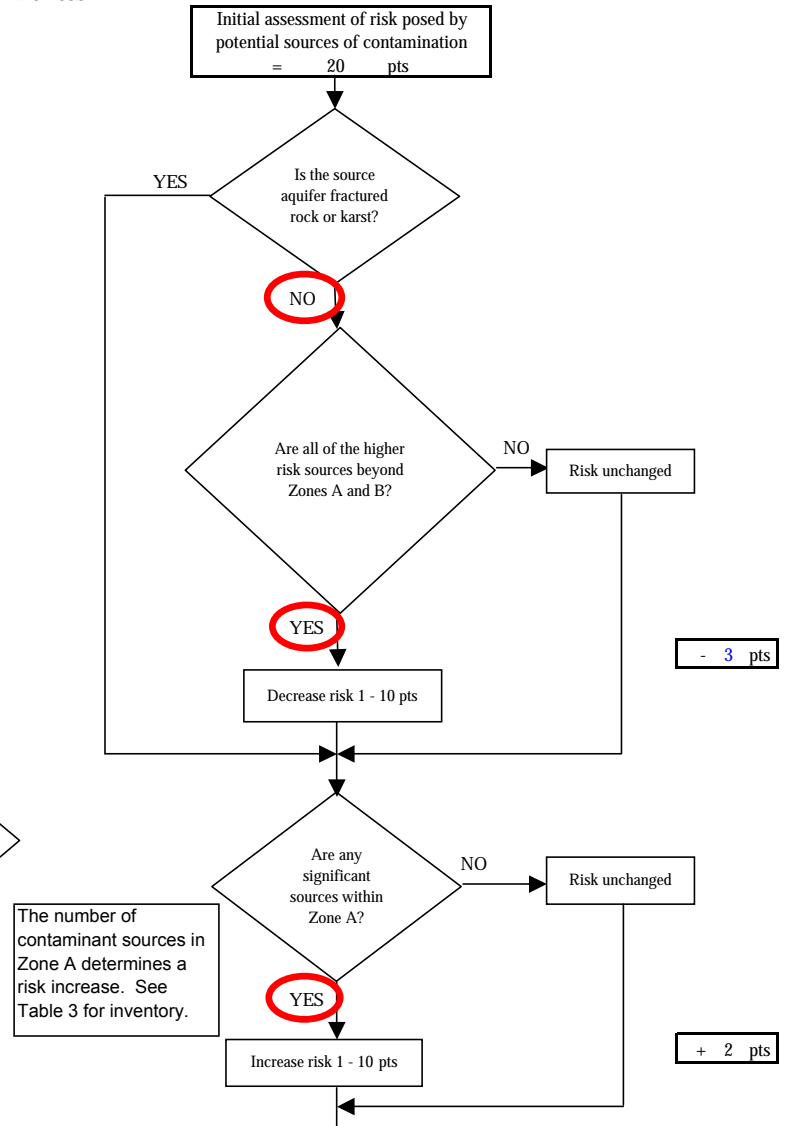 Initial assessment of risk posed by
potential sources of contamination
= 20 pts
Is the source
aquifer fractured
rock or karst?
YES
NO
Are all of the higher
risk sources beyond
Zones A and B?
NO
Risk unchanged
YES
- 3 pts
Decrease risk 1 - 10 pts
Are any
significant
sources within
Zone A?
NO
Risk unchanged
The number of
contaminant sources in
Zone A determines a
risk increase. See
Table 3 for inventory.
YES
+ 2 pts
Increase risk 1 - 10 pts